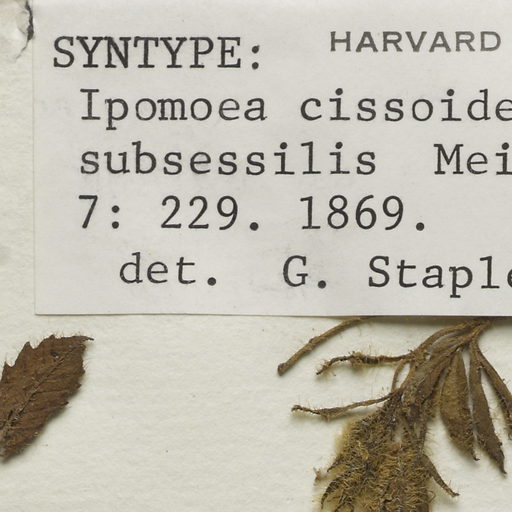 SYNTYPE: HARVARD
Ipomoea cissoide
subsessilis Mei
7: 229. 1869.
det. G. Staple